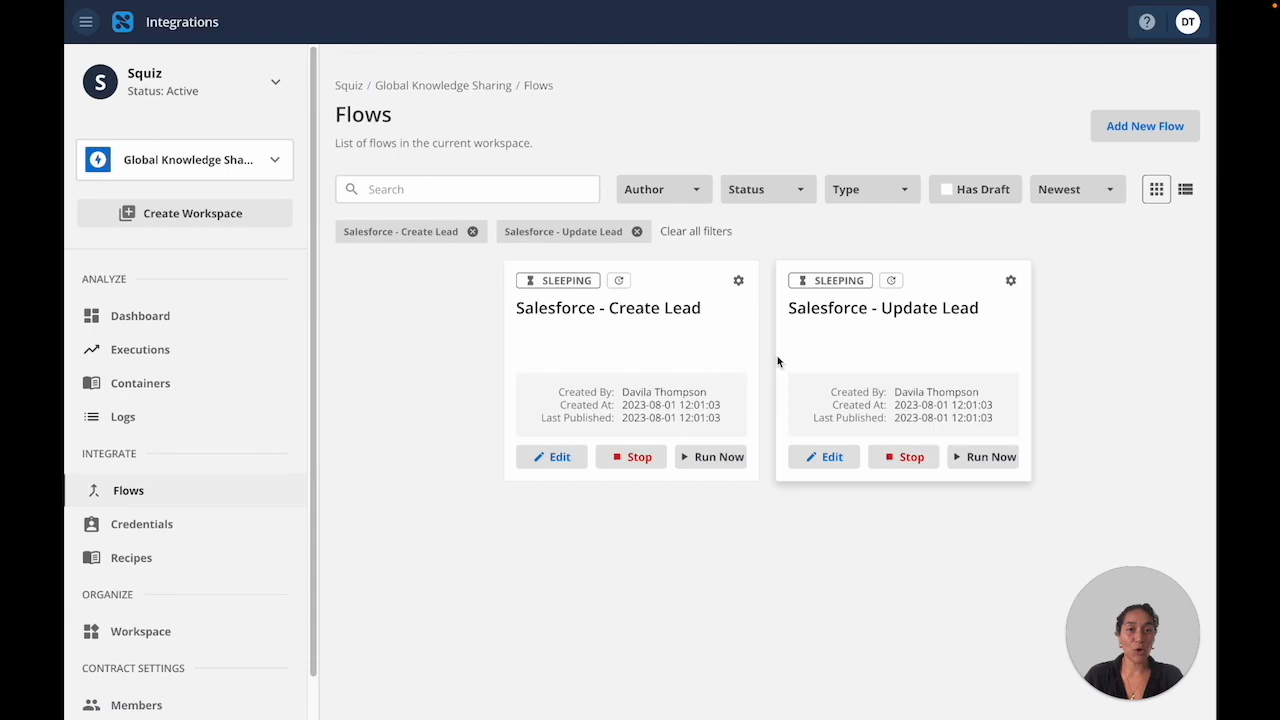 Integrations
DT
S
Squiz
Status: Active
Global Knowledge Sha...
Create Workspace
ANALYZE
Dashboard
Executions
Containers
Logs
INTEGRATE
Flows
Credentials
Recipes
ORGANIZE
Workspace
CONTRACT SETTINGS
Members
Squiz / Global Knowledge Sharing / Flows
Flows
List of flows in the current workspace.
Add New Flow
Search
Author
Status
Type
Has Draft
Newest
Salesforce - Create Lead
Salesforce - Update Lead
Clear all filters
SLEEPING
Salesforce - Create Lead
Created By: Davila Thompson
Created At: 2023-08-01 12:01:03
Last Published: 2023-08-01 12:01:03
Edit
Stop
Run Now
SLEEPING
Salesforce - Update Lead
Created By: Davila Thompson
Created At: 2023-08-01 12:01:03
Last Published: 2023-08-01 12:01:03
Edit
Stop
Run Now